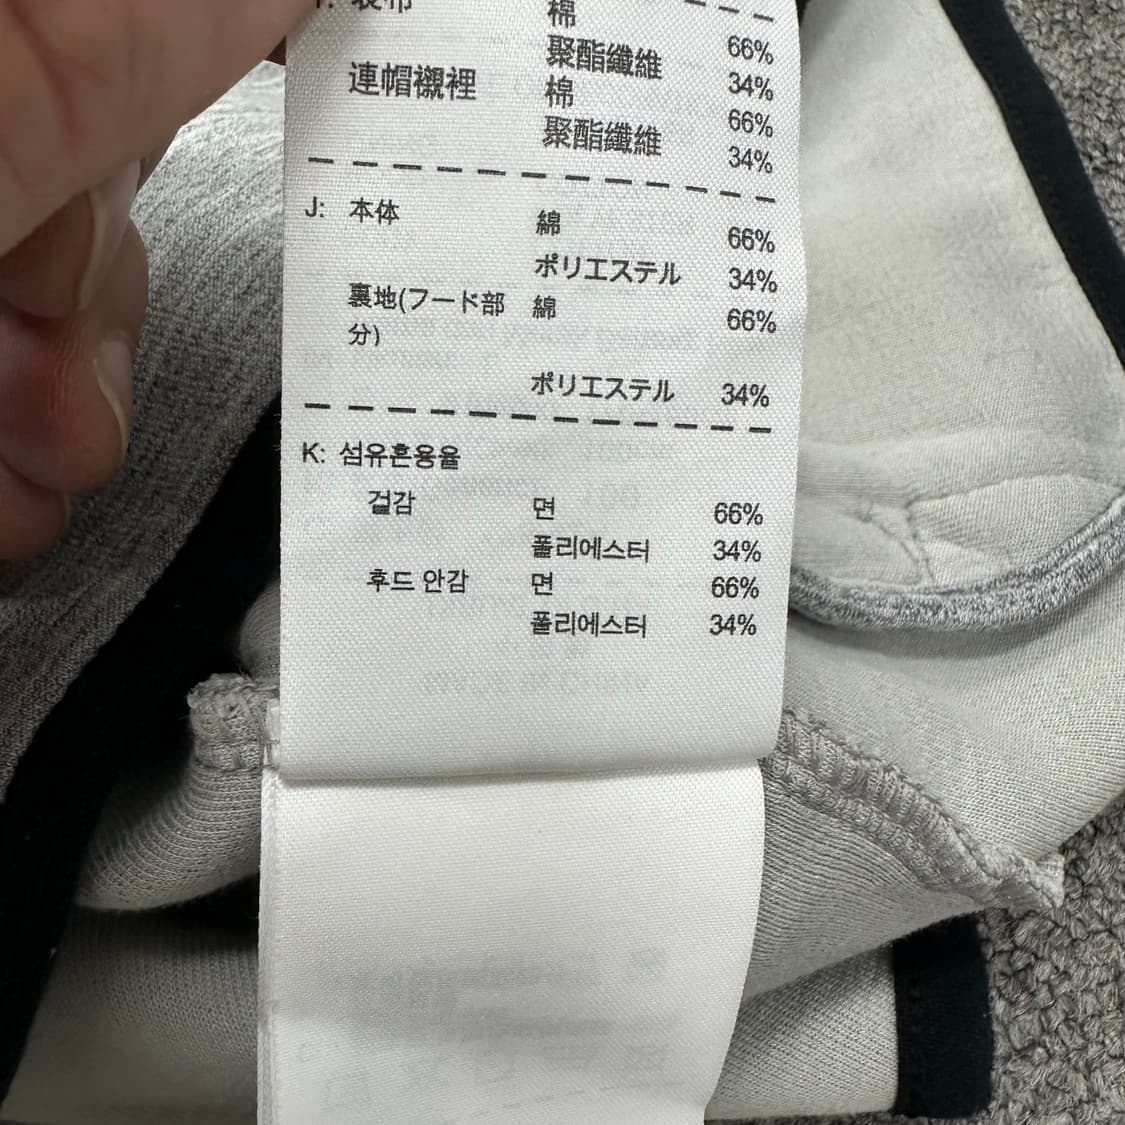 表布 棉 66%
聚酯纖維 34%
連帽襯裡 棉 66%
聚酯纖維 34%
J: 本体 綿 66%
ポリエステル 34%
裏地(フード部 綿 66%
分)
ポリエステル 34%
K: 섬유혼용율
겉감 면 66%
폴리에스터 34%
후드 안감 면 66%
폴리에스터 34%